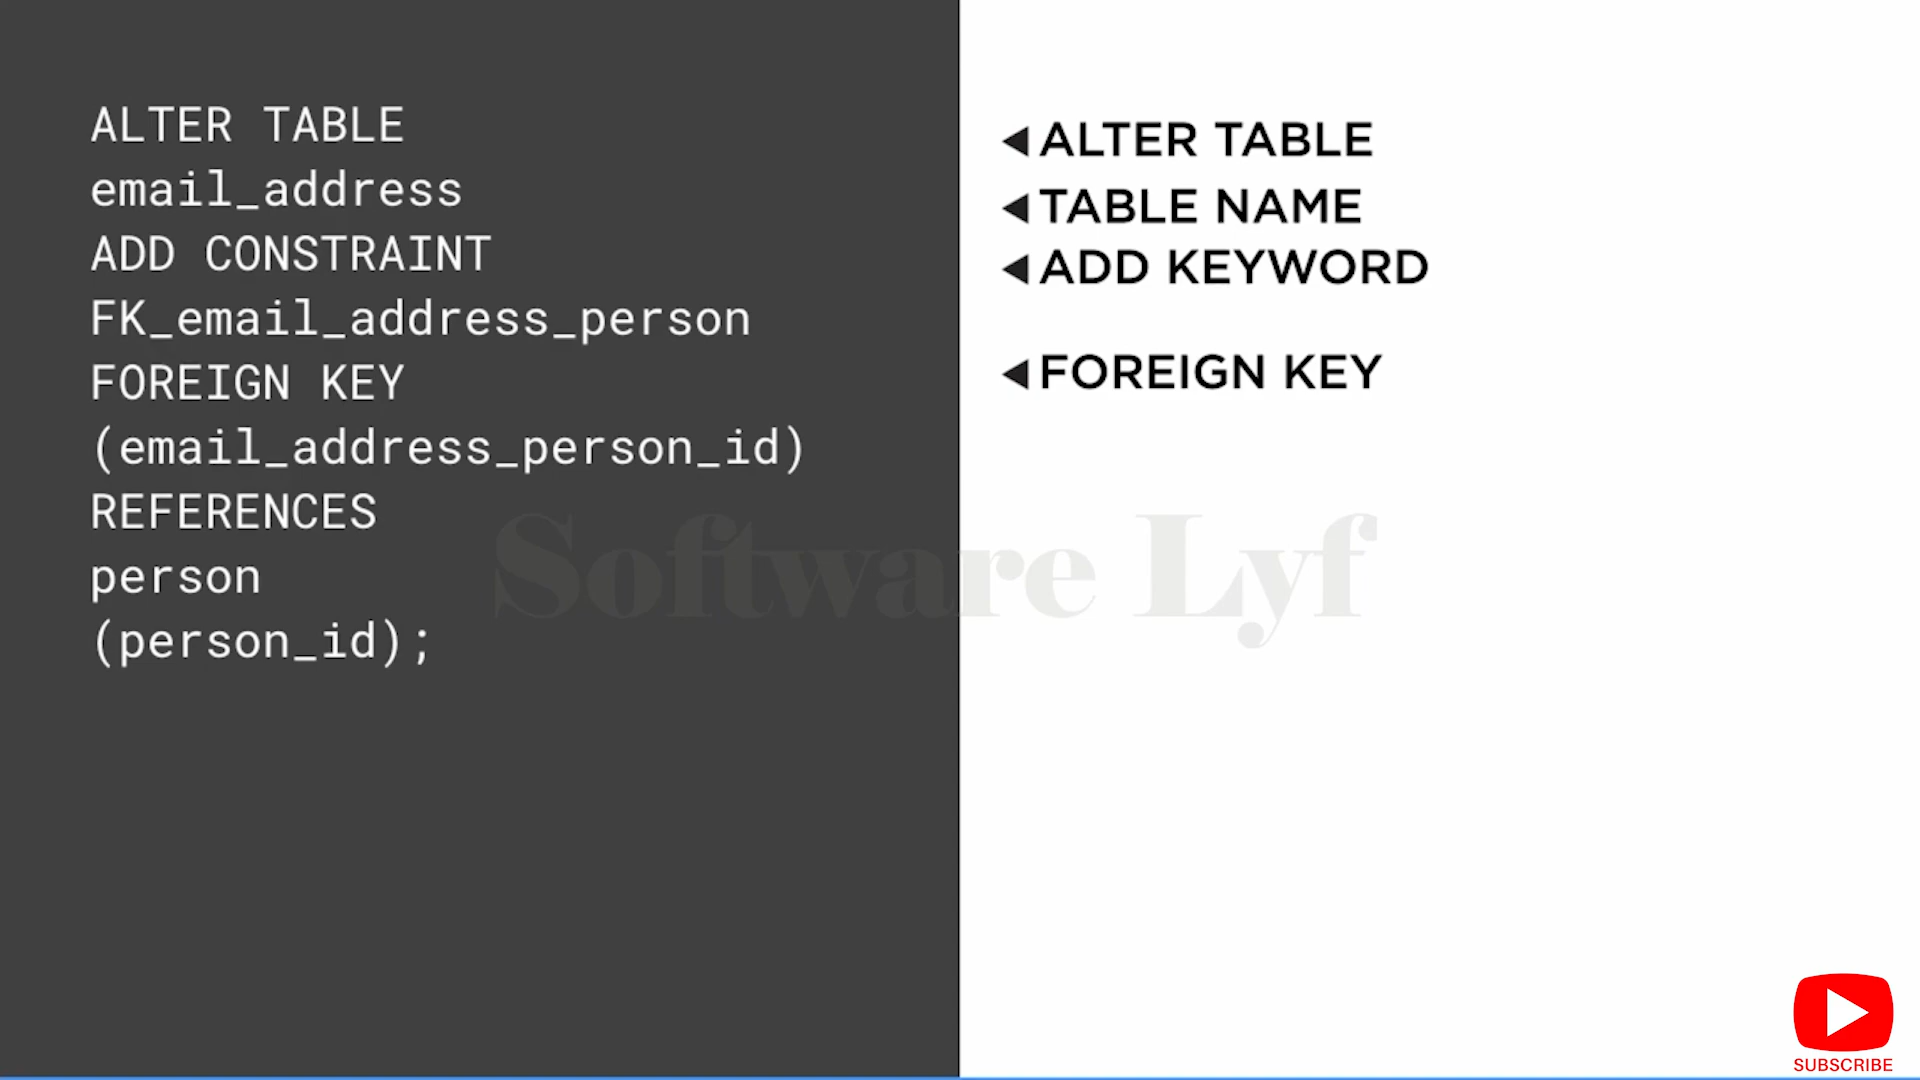 ALTER TABLE
email_address
ADD CONSTRAINT
FK_email_address_person
FOREIGN KEY
(email_address_person_id)
REFERENCES
person
(person_id);
ALTER TABLE
TABLE NAME
ADD KEYWORD
FOREIGN KEY
Software Lyf
SUBSCRIBE